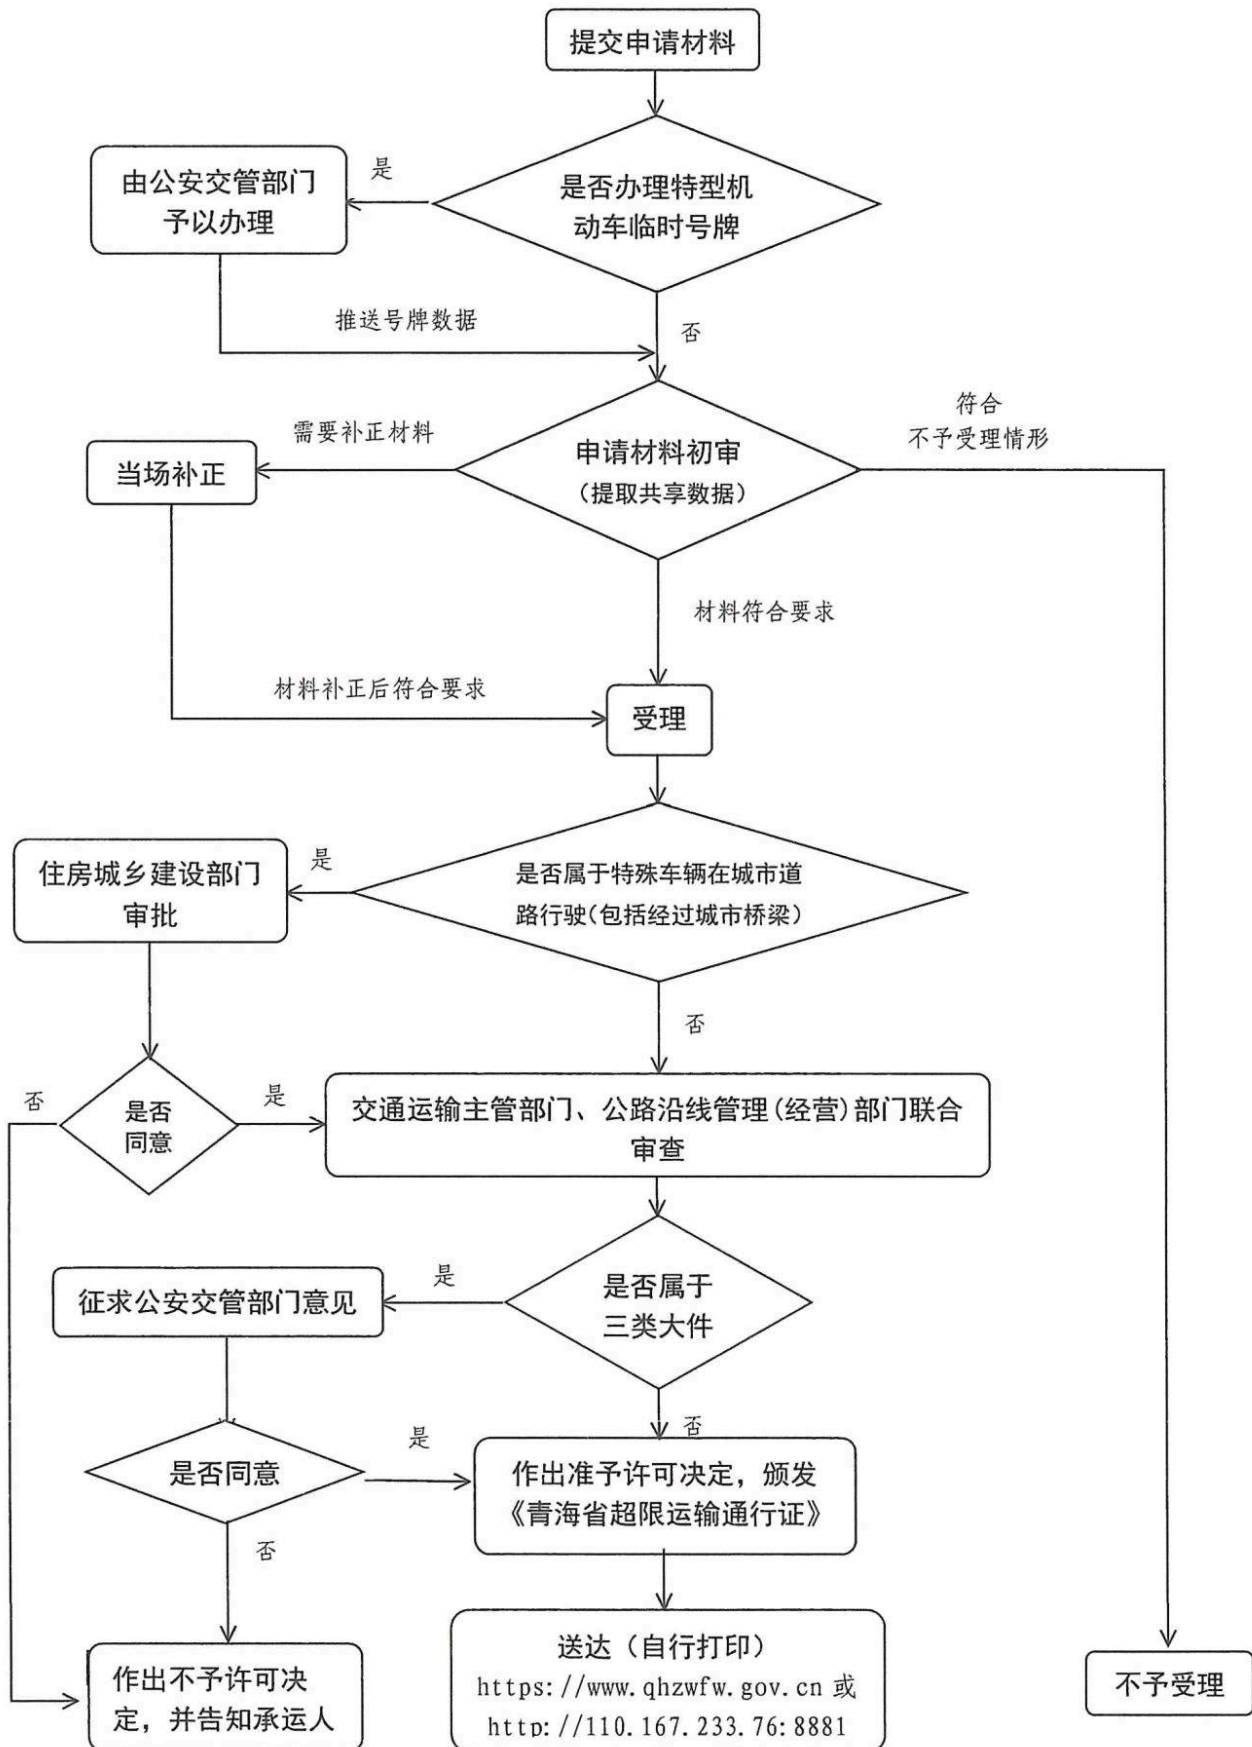 提交申请材料
是
由公安交管部门
予以办理
是否办理特型机
动车临时号牌
推送号牌数据
否
符合
不予受理情形
需要补正材料
当场补正
申请材料初审
（提取共享数据）
材料符合要求
材料补正后符合要求
受理
是
住房城乡建设部门
审批
是否属于特殊车辆在城市道
路行驶（包括经过城市桥梁）
否
否
是否
同意
是
交通运输主管部门、公路沿线管理（经营）部门联合
审查
是
征求公安交管部门意见
是否属于
三类大件
否
是否同意
是
作出准予许可决定，颁发
《青海省超限运输通行证》
否
作出不予许可决
定，并告知承运人
送达（自行打印）
https://www.qhzwfw.gov.cn 或
http://110.167.233.76:8881
不予受理